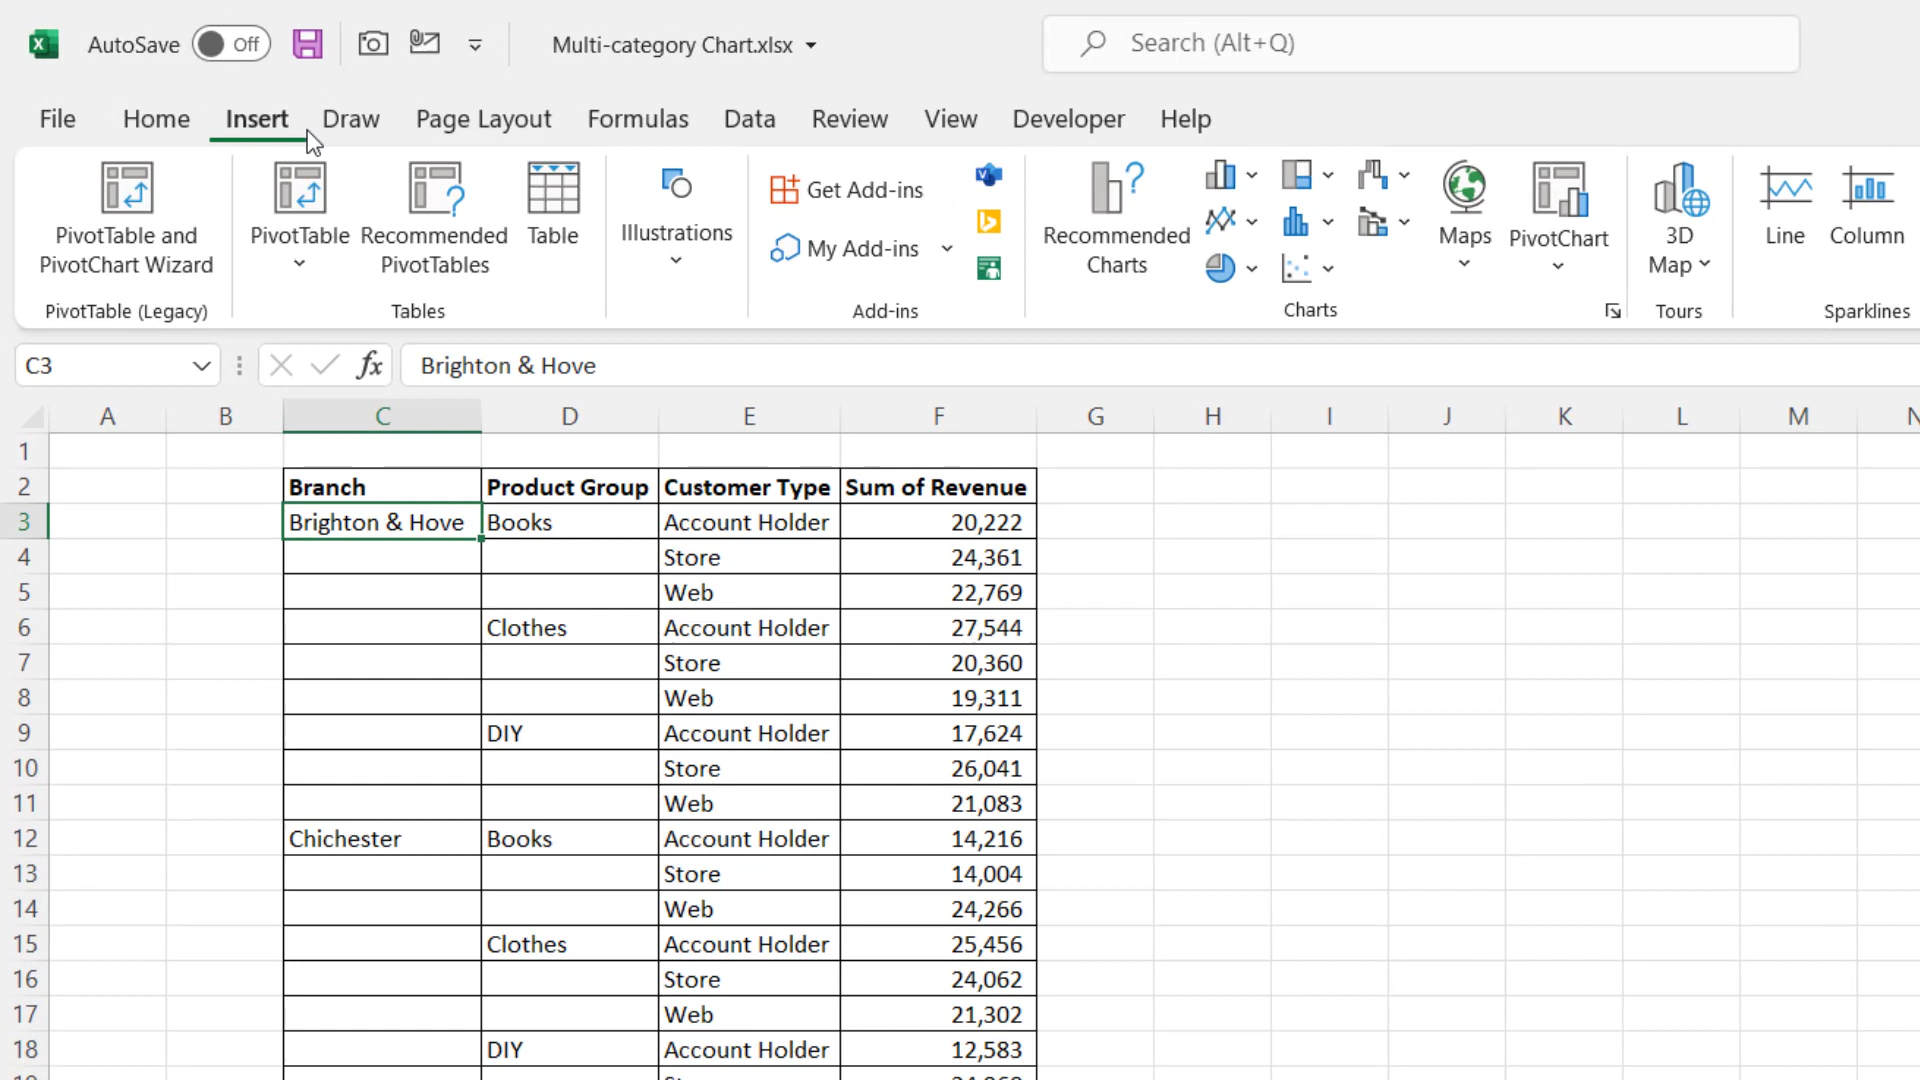 AutoSave Off Multi-category Chart.xlsx Search (Alt+Q)
File Home Insert Draw Page Layout Formulas Data Review View Developer Help
PivotTable and PivotChart Wizard
PivotTable (Legacy)
PivotTable
Recommended PivotTables
Table
Tables
Illustrations
Get Add-ins
My Add-ins
Add-ins
Recommended Charts
Maps
PivotChart
Charts
3D Map
Tours
Line
Column
Sparklines
C3 fx Brighton & Hove
A B C D E F G H I J K L M
1
2 Branch Product Group Customer Type Sum of Revenue
3 Brighton & Hove Books Account Holder 20,222
4 Store 24,361
5 Web 22,769
6 Clothes Account Holder 27,544
7 Store 20,360
8 Web 19,311
9 DIY Account Holder 17,624
10 Store 26,041
11 Web 21,083
12 Chichester Books Account Holder 14,216
13 Store 14,004
14 Web 24,266
15 Clothes Account Holder 25,456
16 Store 24,062
17 Web 21,302
18 DIY Account Holder 12,583